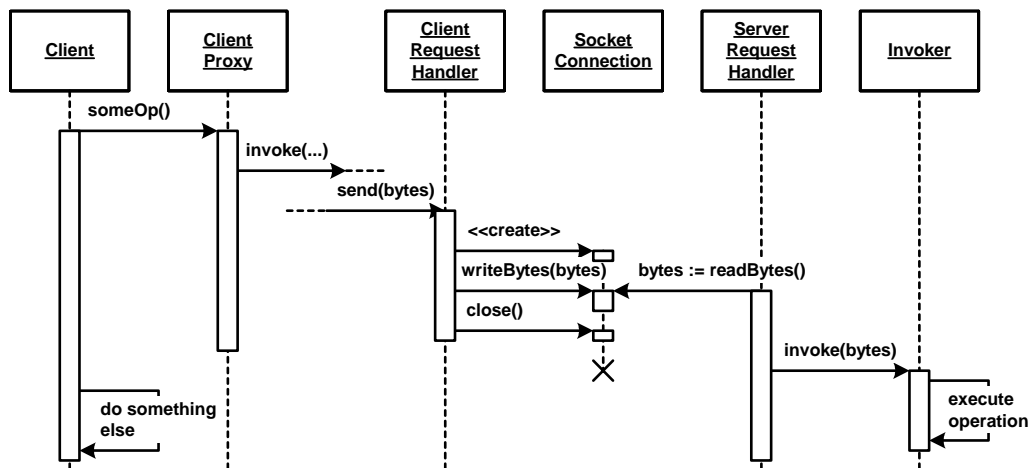 Client
Client
Proxy
Client
Request
Handler
Socket
Connection
Server
Request
Handler
Invoker
someOp()
invoke(...)
send(bytes)
<<create>>
writeBytes(bytes)
bytes := readBytes()
close()
invoke(bytes)
do something
else
execute
operation